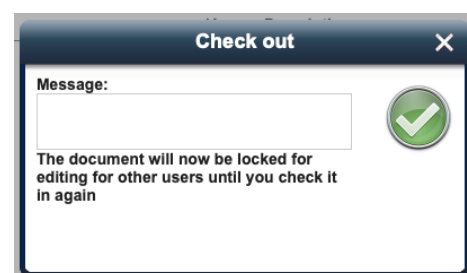 Check out
Message:
The document will now be locked for
editing for other users until you check it
in again